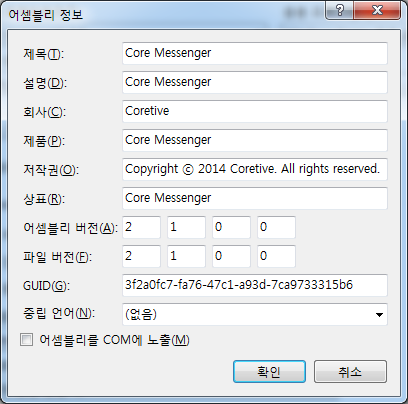 어셈블리 정보
제목(T): Core Messenger
설명(D): Core Messenger
회사(C): Coretive
제품(P): Core Messenger
저작권(O): Copyright © 2014 Coretive. All rights reserved.
상표(R): Core Messenger
어셈블리 버전(A): 2 1 0 0
파일 버전(F): 2 1 0 0
GUID(G): 3f2a0fc7-fa76-47c1-a93d-7ca9733315b6
중립 언어(N): (없음)
어셈블리를 COM에 노출(M)
확인 취소